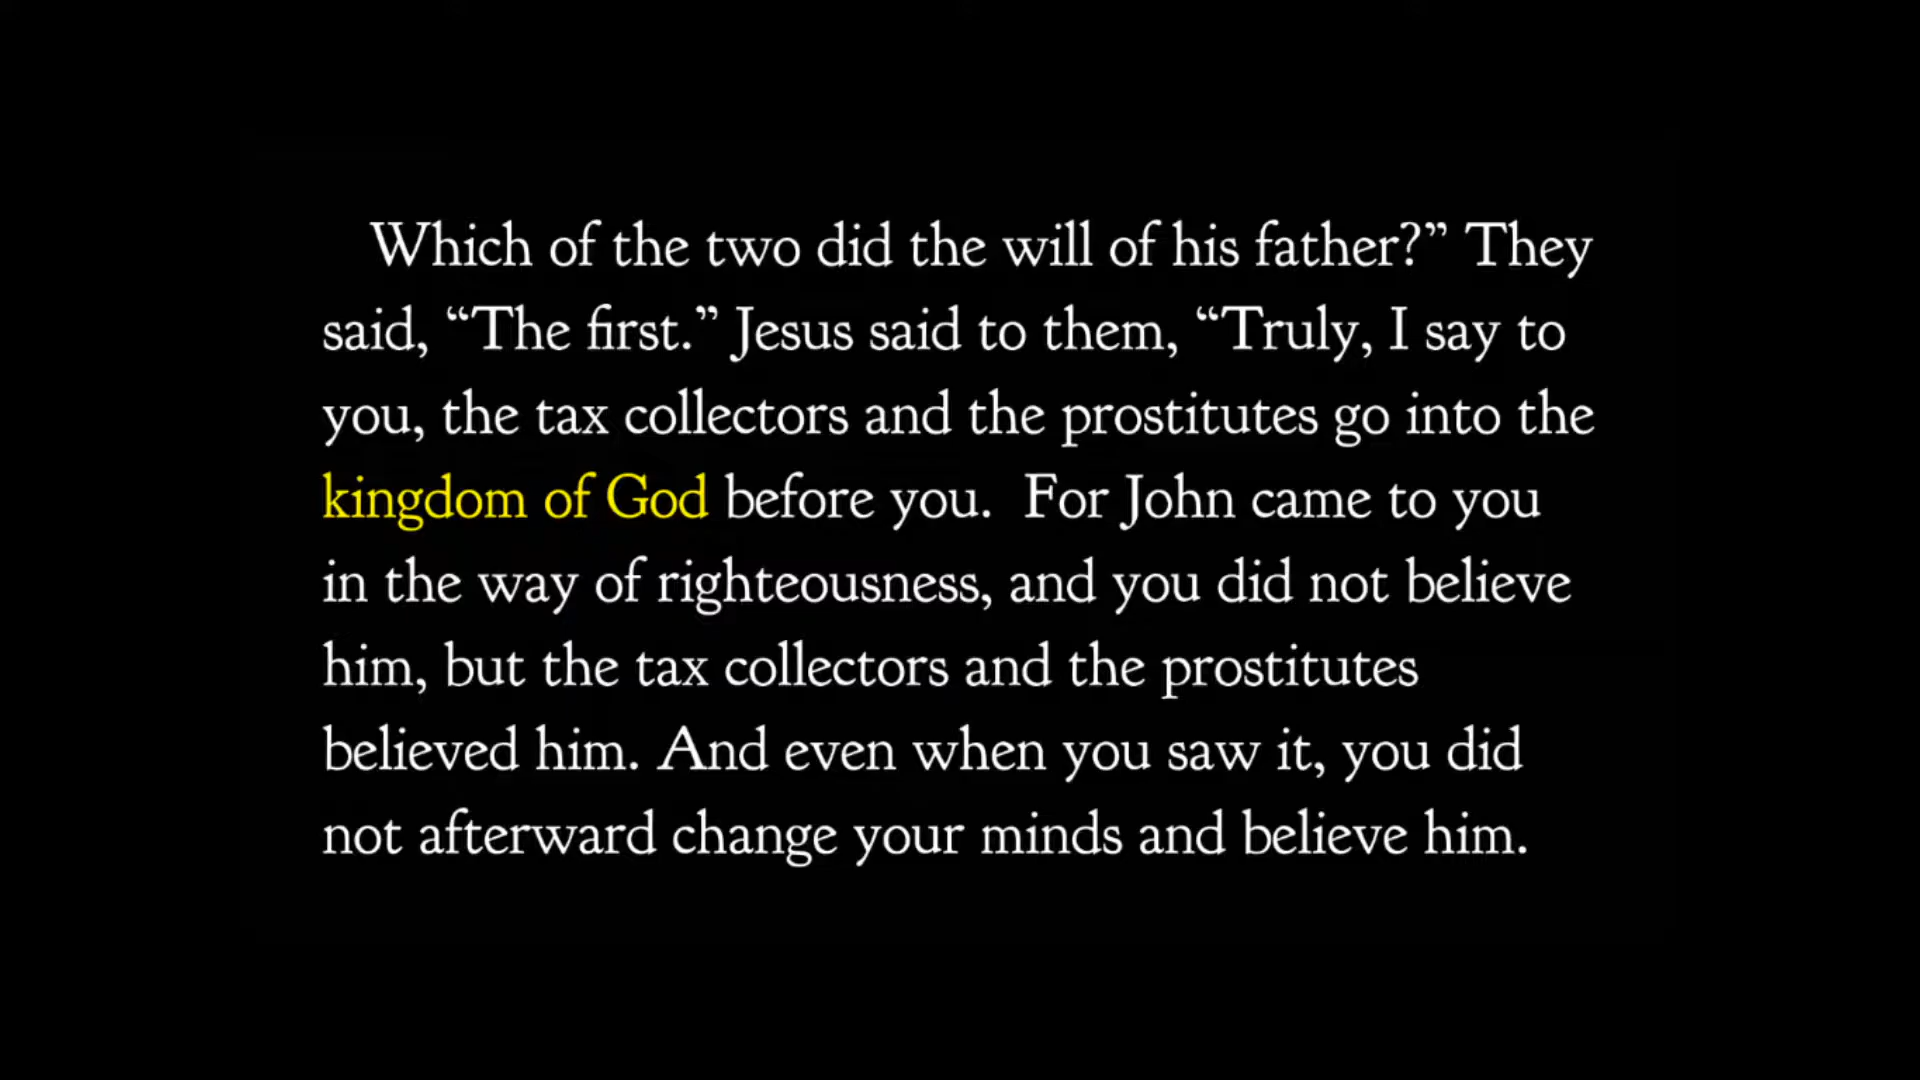 Which of the two did the will of his father?” They
said, “The first.” Jesus said to them, “Truly, I say to
you, the tax collectors and the prostitutes go into the
kingdom of God before you.  For John came to you
in the way of righteousness, and you did not believe
him, but the tax collectors and the prostitutes
believed him. And even when you saw it, you did
not afterward change your minds and believe him.